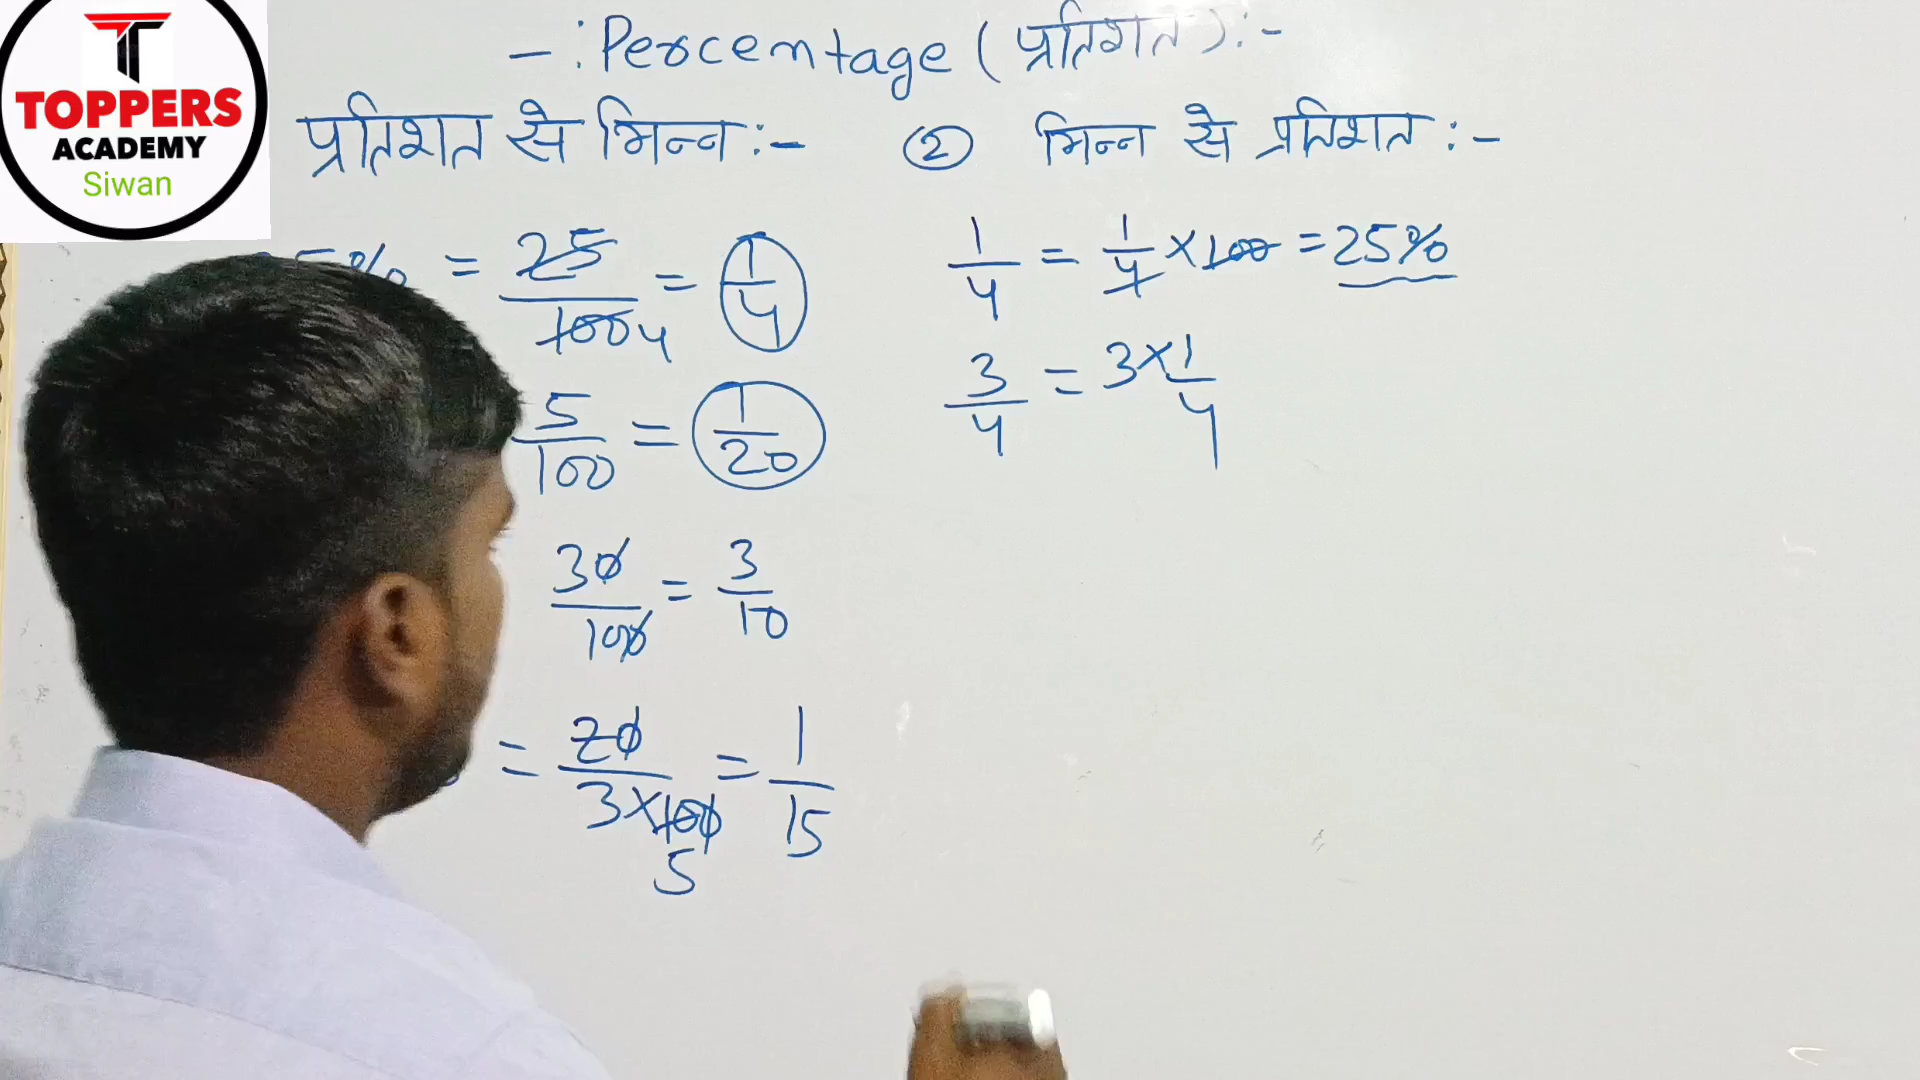 TOPPERS
ACADEMY
Siwan
-: Percentage (प्रतिशत):-
प्रतिशत से भिन्न:-
5% = 25/100 4 = 1/4
5/100 = 1/20
30/100 = 3/10
= 20/3×100 5 = 1/15
② भिन्न से प्रतिशत:-
1/4 = 1/4 × 100 = 25%
3/4 = 3 × 1/4